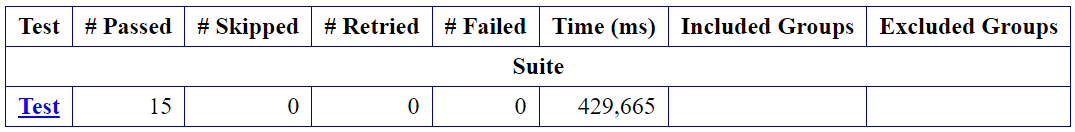 Test # Passed # Skipped # Retried # Failed Time (ms) Included Groups Excluded Groups
Suite
Test 15 0 0 0 429,665